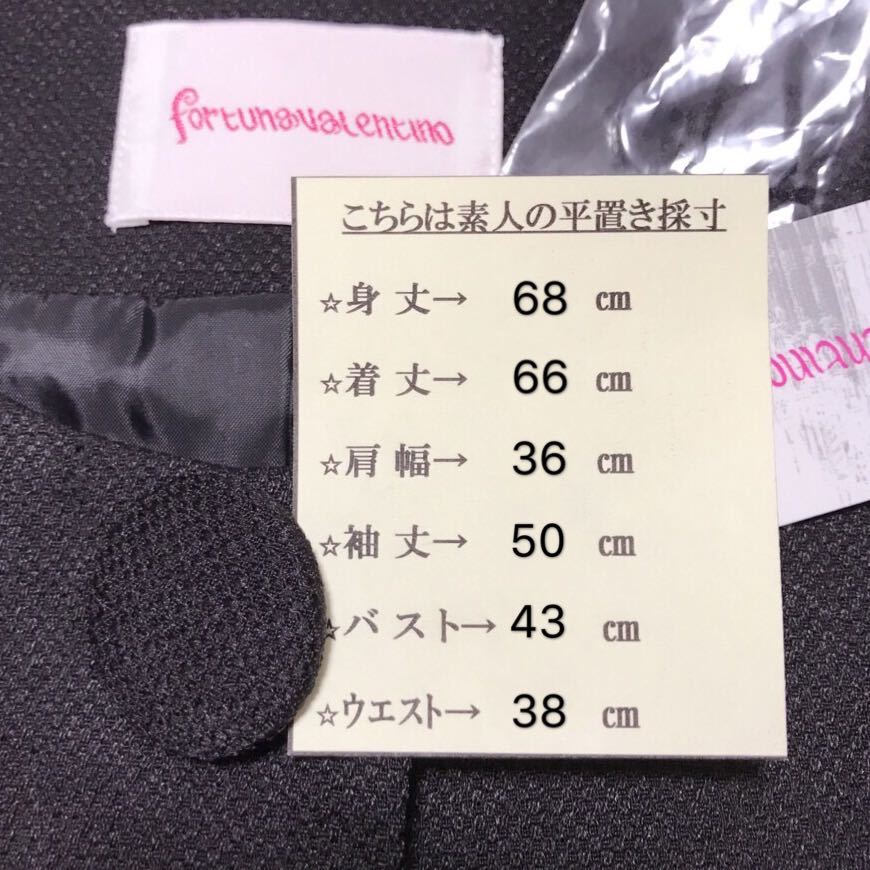 fortunavalentino
こちらは素人の平置き採寸
☆身 丈→ 68 ㎝
☆着 丈→ 66 ㎝
☆肩 幅→ 36 ㎝
☆袖 丈→ 50 ㎝
☆バ ス ト→ 43 ㎝
☆ウエスト→ 38 ㎝